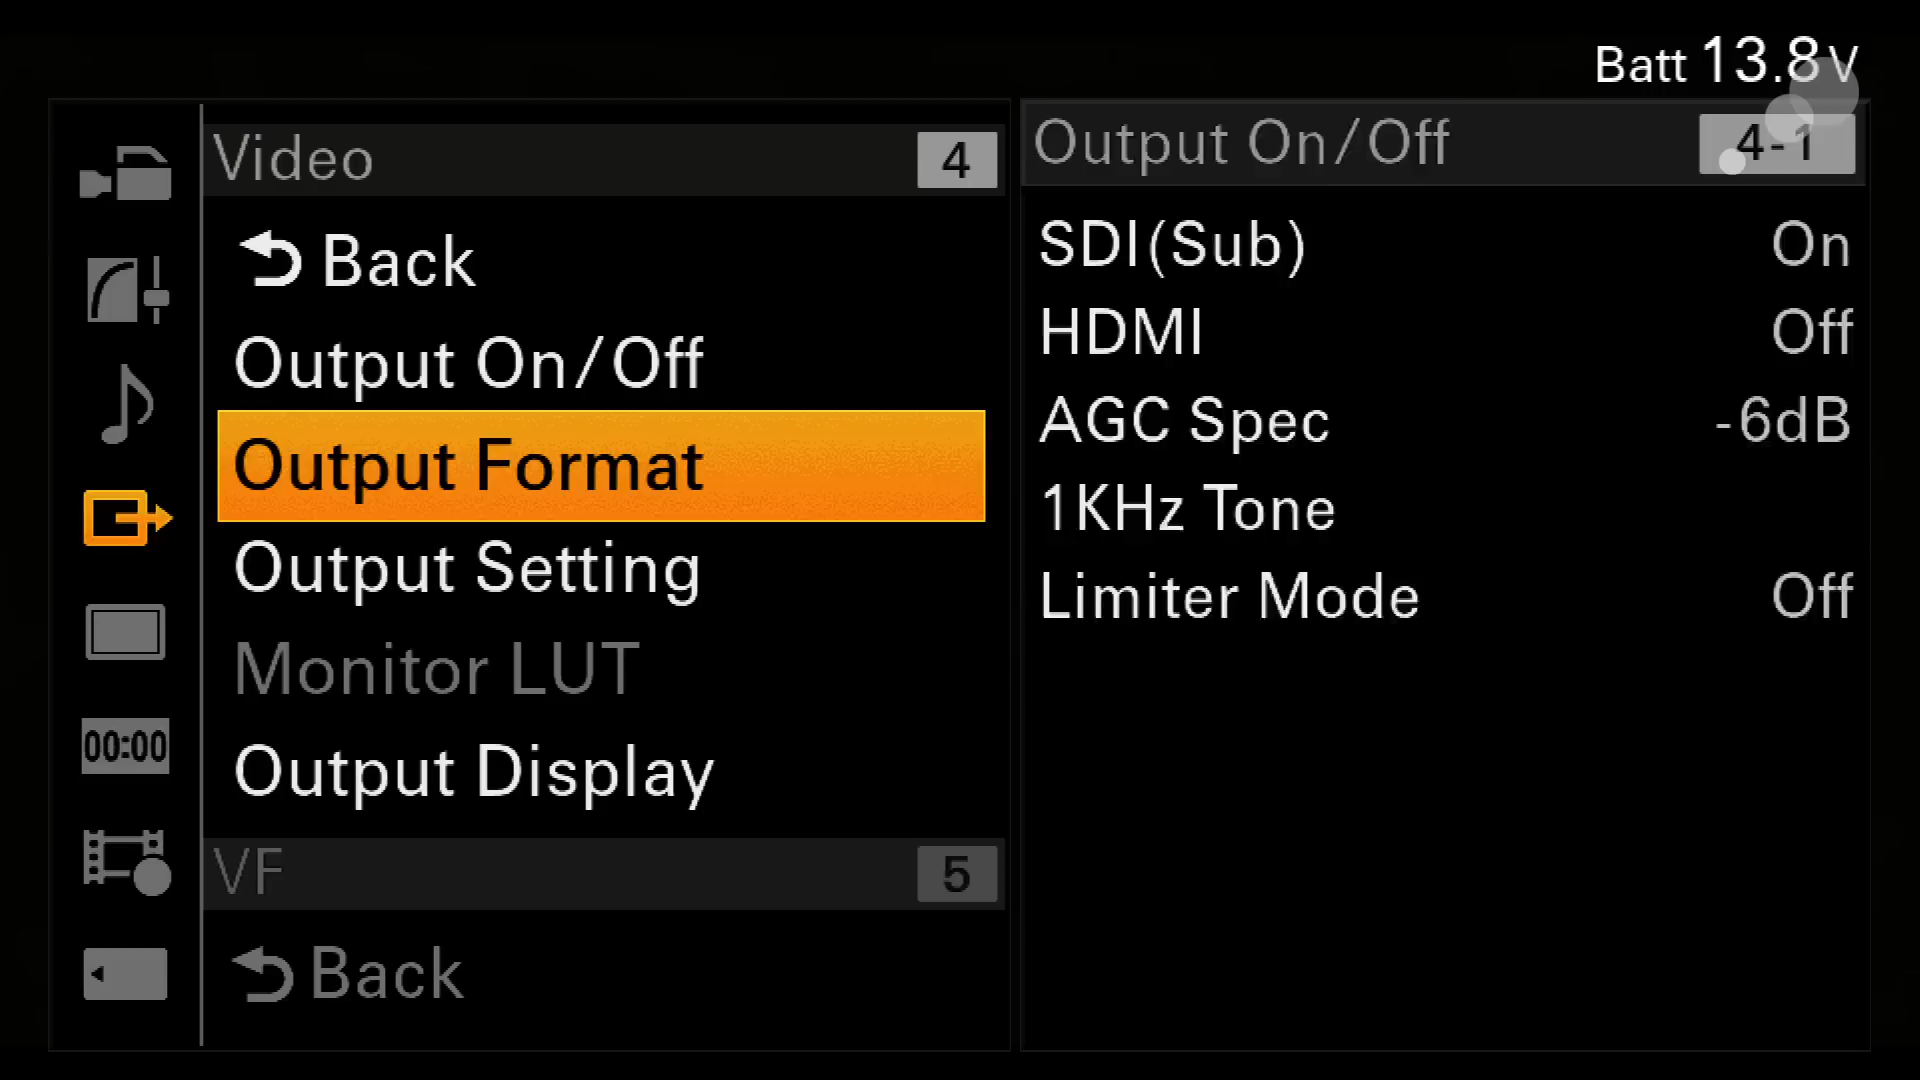 Batt 13.8V
Video 4
Back
Output On/Off
Output Format
Output Setting
Monitor LUT
Output Display
VF 5
Back
00:00
Output On/Off 4-1
SDI(Sub) On
HDMI Off
AGC Spec -6dB
1KHz Tone
Limiter Mode Off